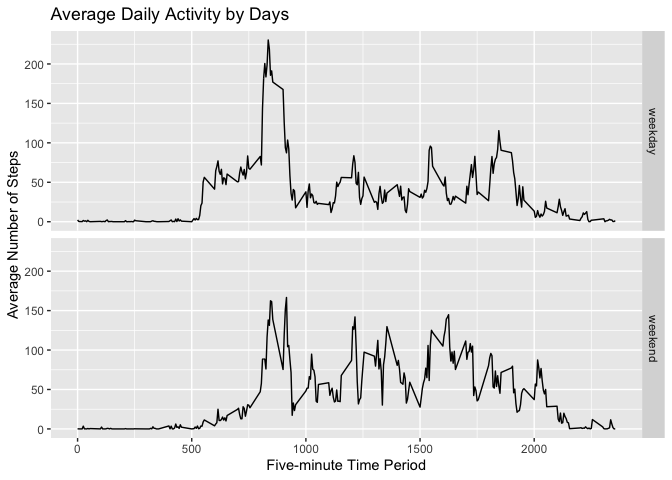 Average Daily Activity by Days
200
150
100
50
0
weekday
200
150
100
50
0
weekend
Average Number of Steps
0 500 1000 1500 2000
Five-minute Time Period